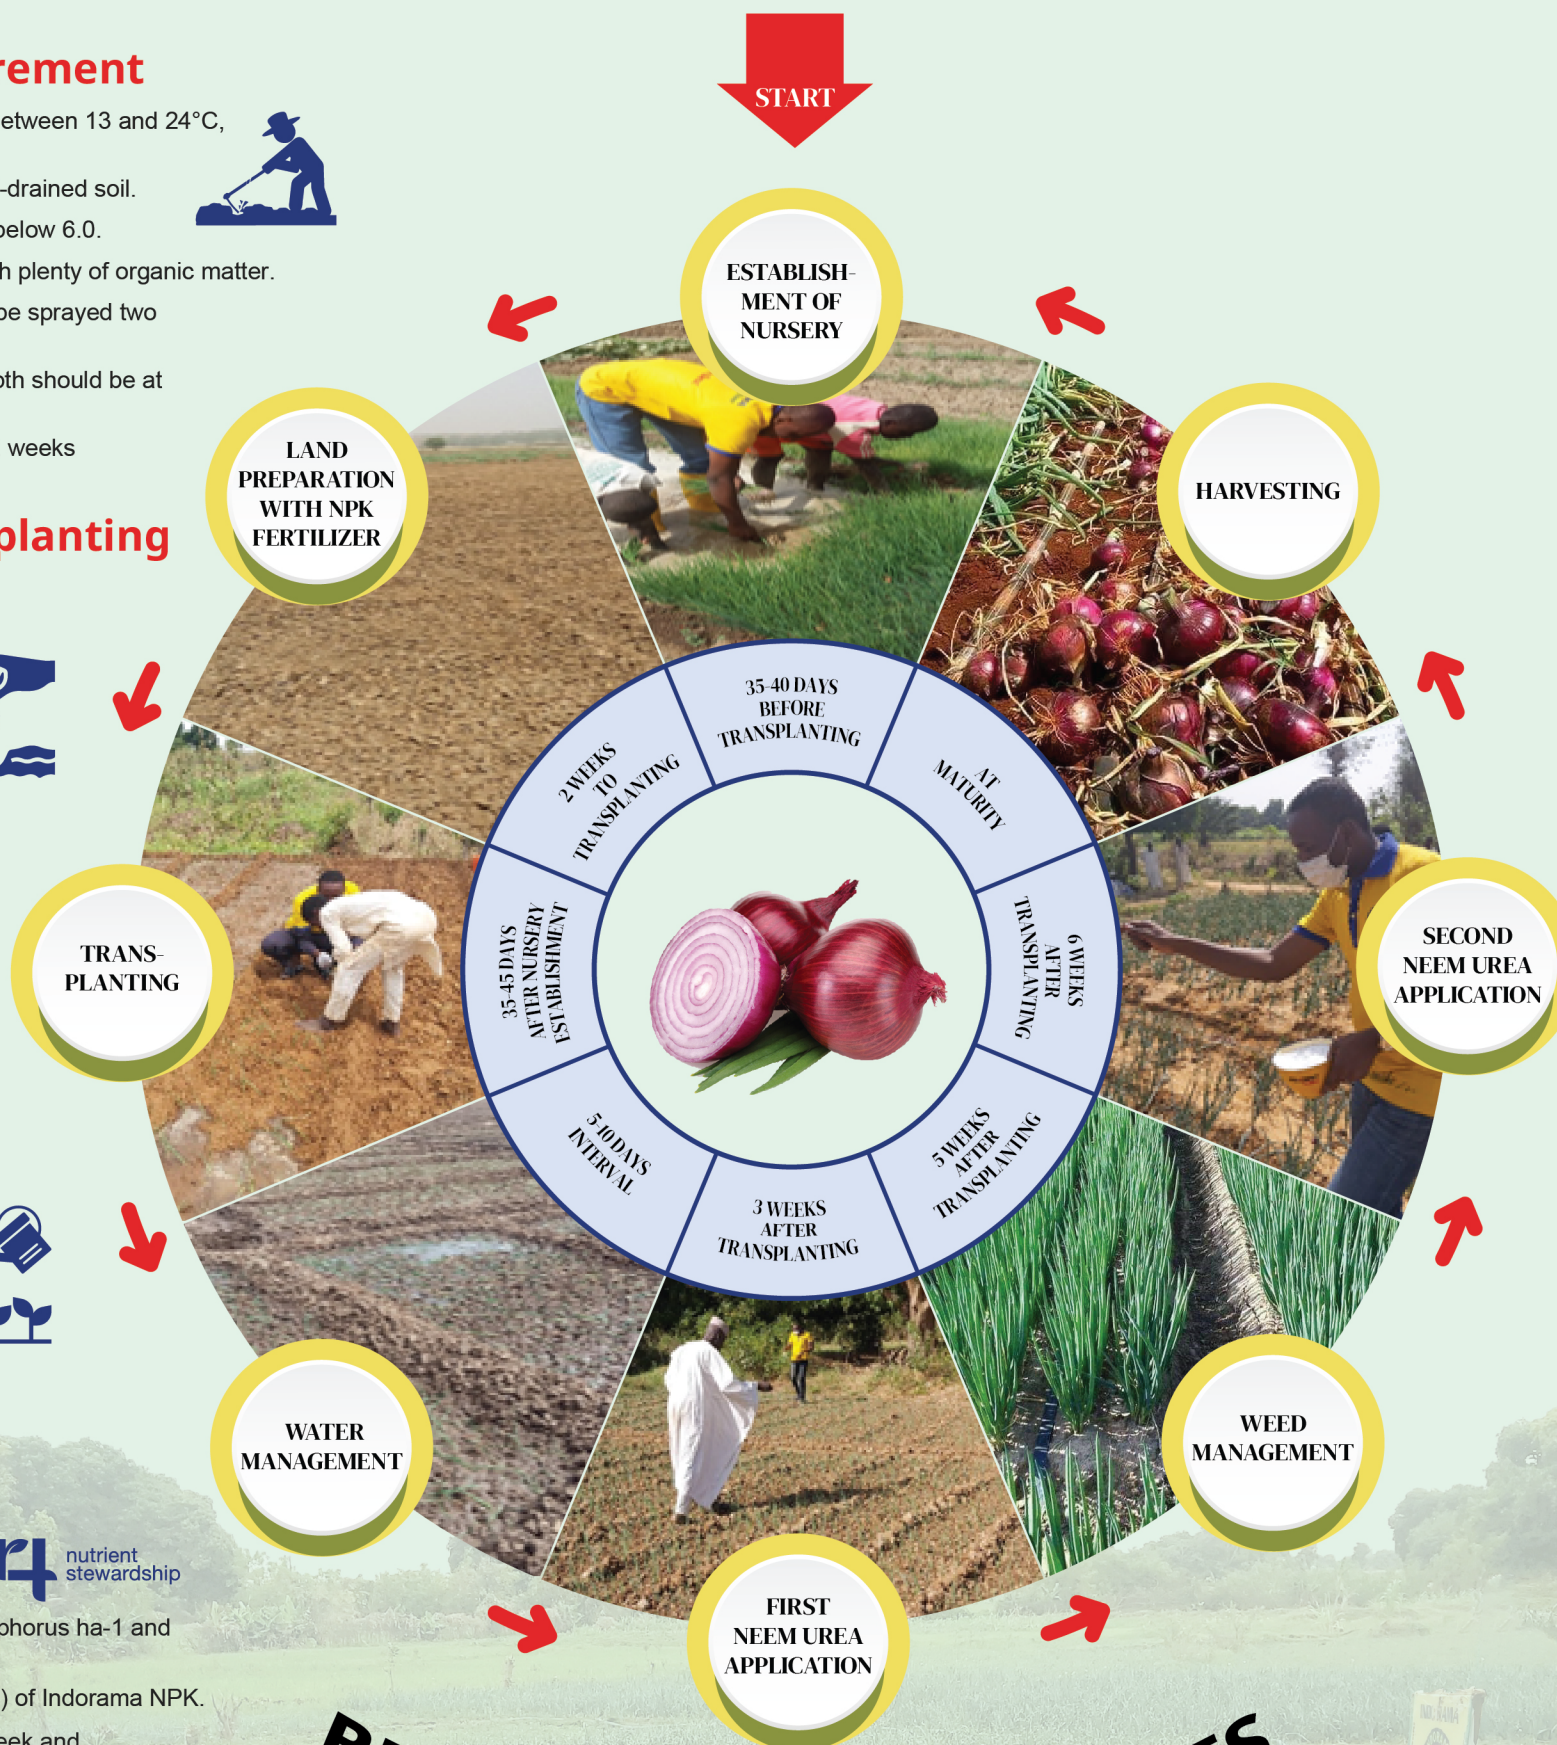 rement
etween 13 and 24°C,
-drained soil.
below 6.0.
h plenty of organic matter.
be sprayed two
pth should be at
weeks
planting
START
ESTABLISH-
MENT OF
NURSERY
LAND
PREPARATION
WITH NPK
FERTILIZER
TRANS-
PLANTING
WATER
MANAGEMENT
FIRST
NEEM UREA
APPLICATION
WEED
MANAGEMENT
SECOND
NEEM UREA
APPLICATION
HARVESTING
35-40 DAYS
BEFORE
TRANSPLANTING
2 WEEKS
TO
TRANSPLANTING
35-45 DAYS
AFTER NURSERY
ESTABLISHMENT
5-10 DAYS
INTERVAL
3 WEEKS
AFTER
TRANSPLANTING
5 WEEKS
AFTER
TRANSPLANTING
6 WEEKS
AFTER
TRANSPLANTING
AT
MATURITY
nutrient
stewardship
phorus ha-1 and
) of Indorama NPK.
eek and